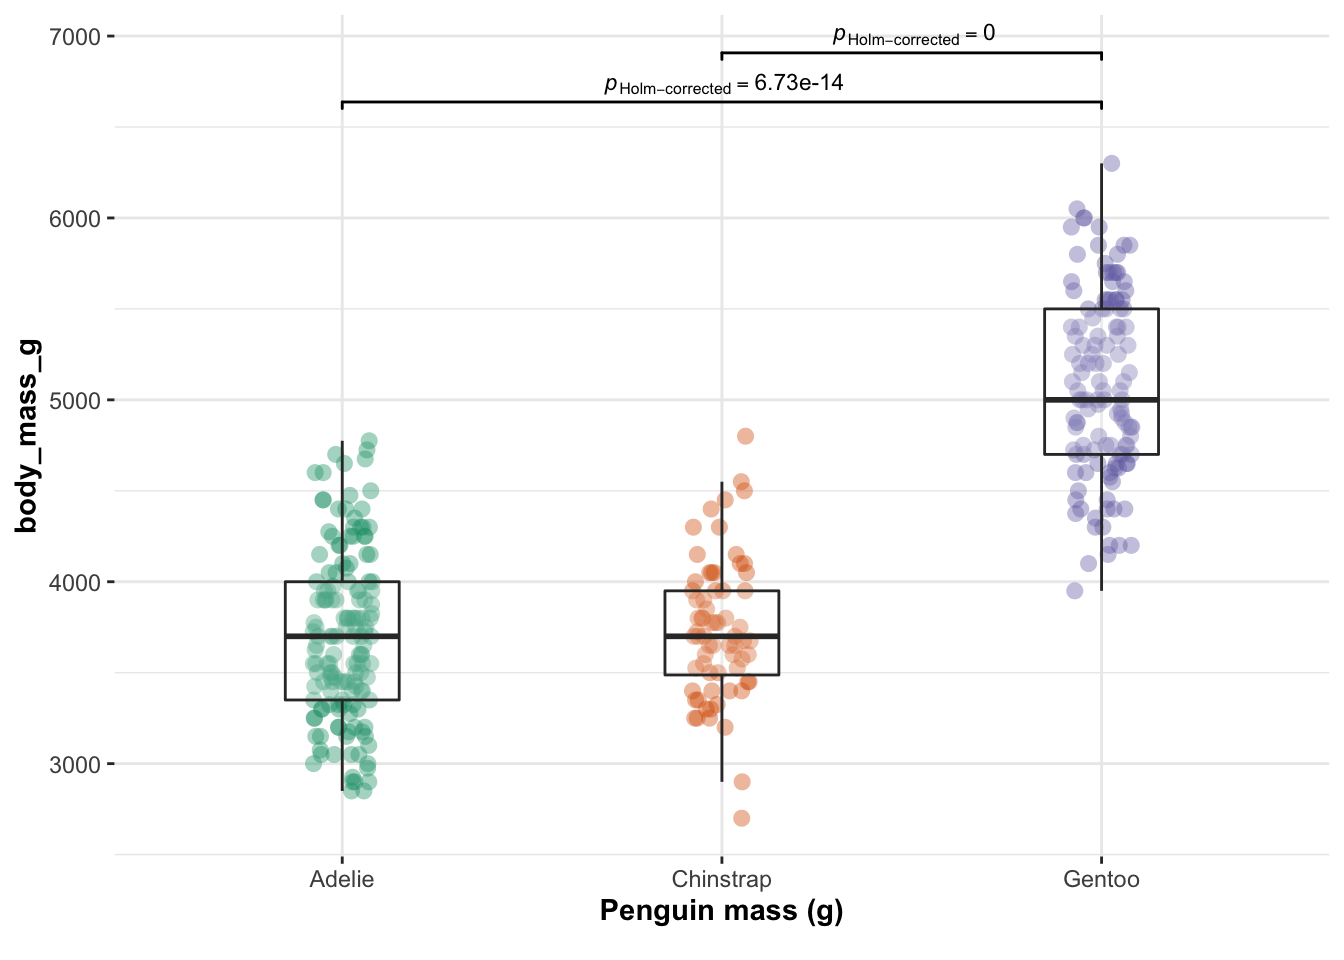 7000
p Holm−corrected = 0
p Holm−corrected = 6.73e-14
6000
5000
4000
3000
body_mass_g
Adelie Chinstrap Gentoo
Penguin mass (g)